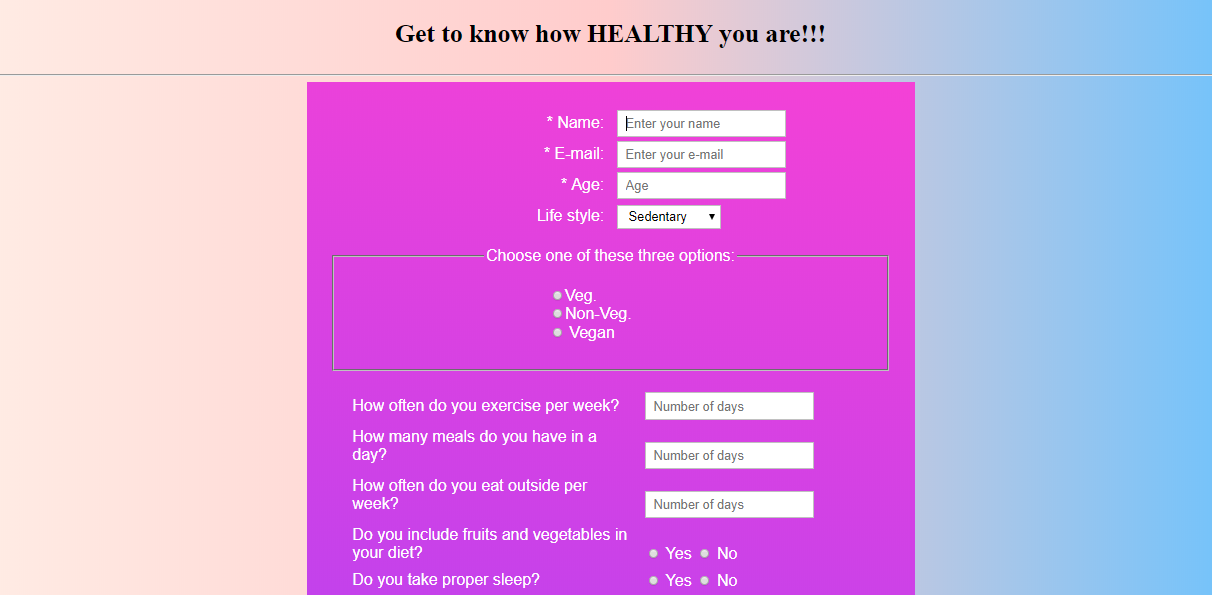 Get to know how HEALTHY you are!!!
* Name: Enter your name
* E-mail: Enter your e-mail
* Age: Age
Life style: Sedentary
Choose one of these three options:
Veg.
Non-Veg.
Vegan
How often do you exercise per week? Number of days
How many meals do you have in a
day? Number of days
How often do you eat outside per
week? Number of days
Do you include fruits and vegetables in
your diet? Yes No
Do you take proper sleep? Yes No